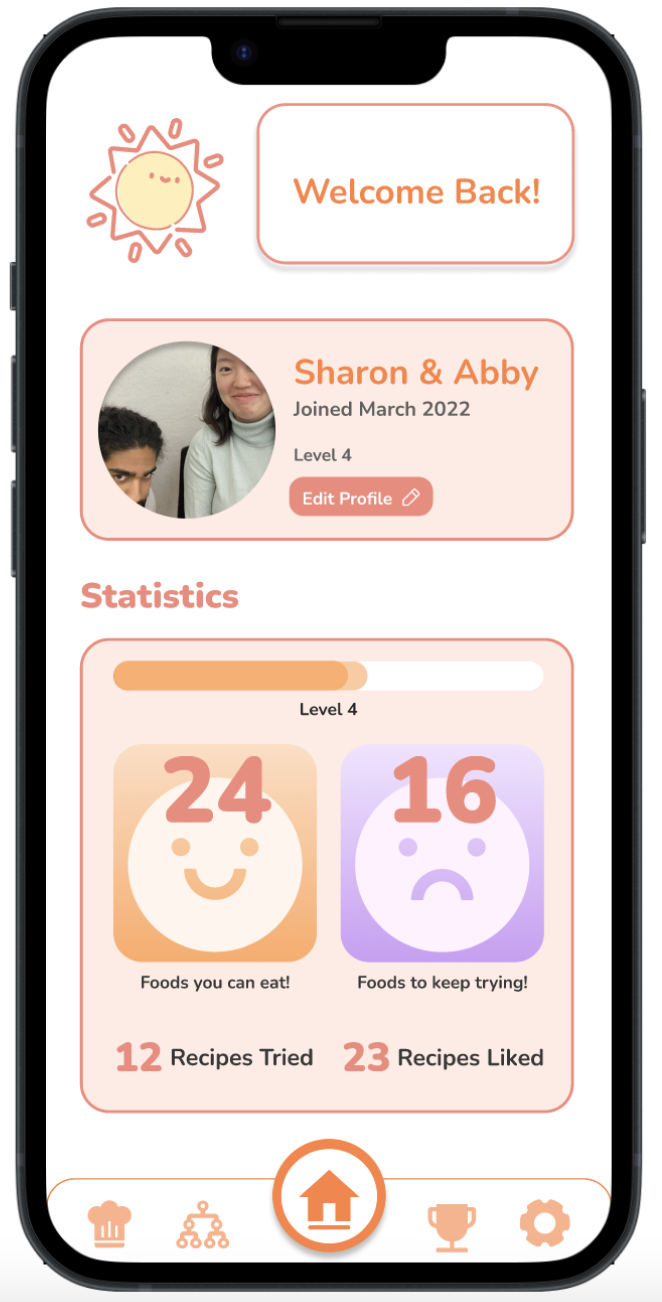 Welcome Back!
Sharon & Abby
Joined March 2022
Level 4
Edit Profile
Statistics
Level 4
24
16
Foods you can eat!
Foods to keep trying!
12 Recipes Tried
23 Recipes Liked